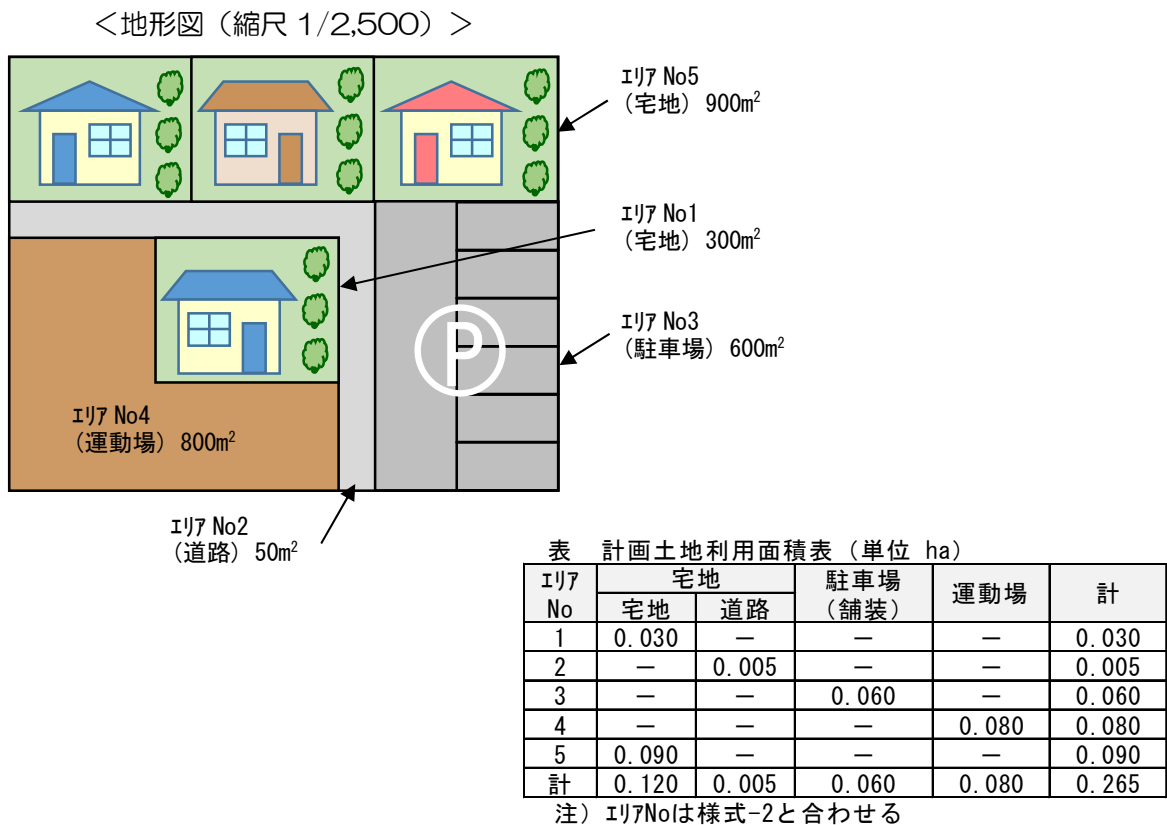 ＜地形図（縮尺 1/2,500）＞
ｴﾘｱ No5
（宅地）900m²
ｴﾘｱ No1
（宅地）300m²
ｴﾘｱ No3
（駐車場）600m²
P
ｴﾘｱ No4
（運動場）800m²
ｴﾘｱ No2
（道路）50m²
表　計画土地利用面積表（単位 ha）
ｴﾘｱ No 宅地 駐車場（舗装） 運動場 計
宅地 道路
1 0.030 － － － 0.030
2 － 0.005 － － 0.005
3 － － 0.060 － 0.060
4 － － － 0.080 0.080
5 0.090 － － － 0.090
計 0.120 0.005 0.060 0.080 0.265
注）ｴﾘｱNoは様式-2と合わせる